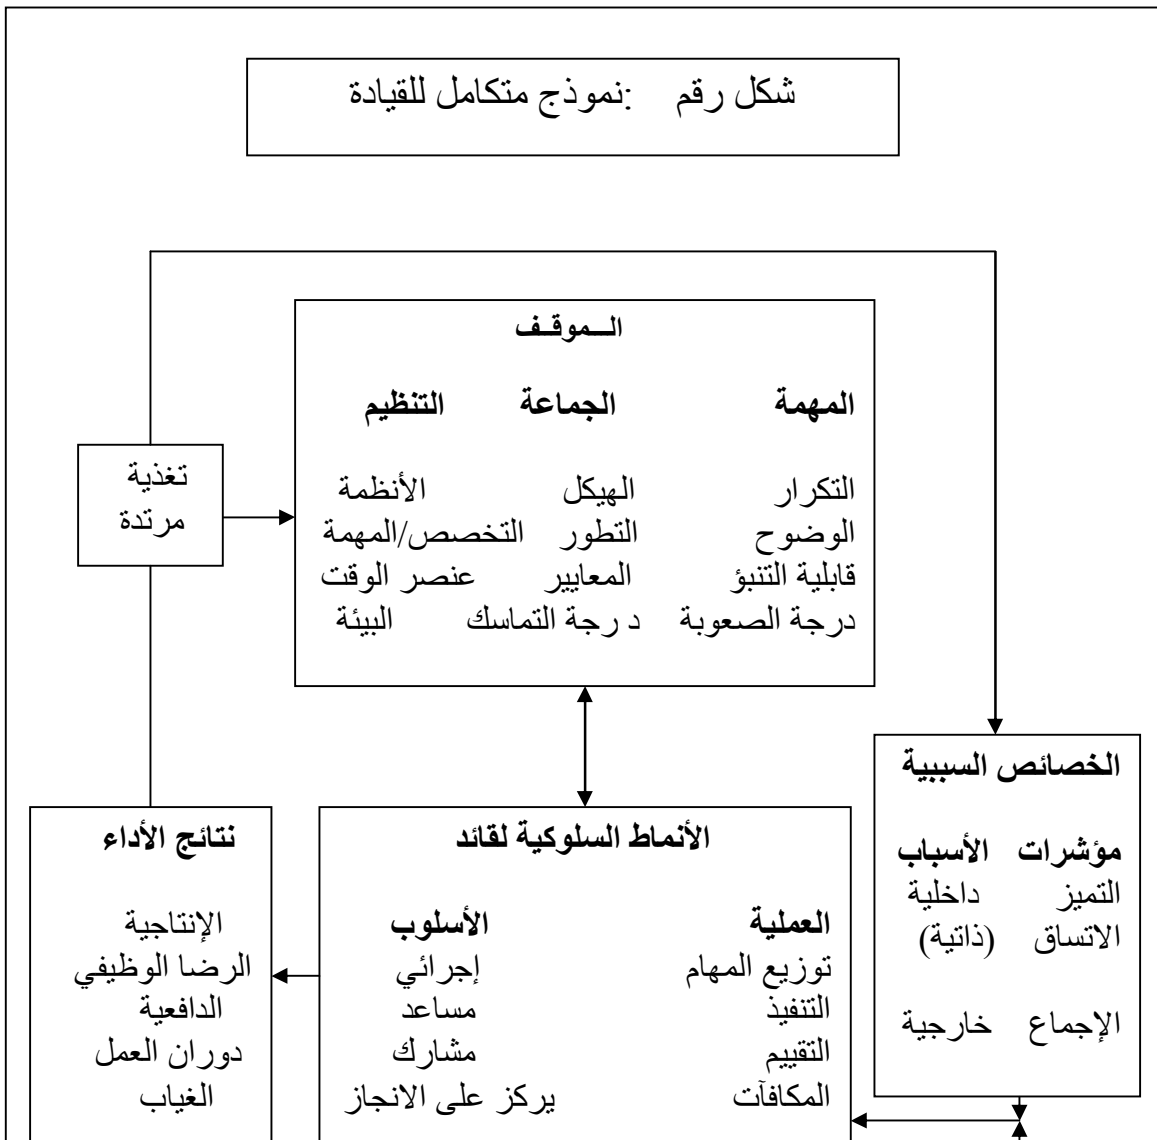 شكل رقم :نموذج متكامل للقيادة
الــموقـف
المهمة الجماعة التنظيم
التكرار الهيكل الأنظمة
الوضوح التطور التخصص/المهمة
قابلية التنبؤ المعايير عنصر الوقت
درجة الصعوبة د رجة التماسك البيئة
تغذية
مرتدة
الخصائص السببية
مؤشرات الأسباب
التميز داخلية
الاتساق (ذاتية)
الإجماع خارجية
الأنماط السلوكية لقائد
العملية الأسلوب
توزيع المهام إجرائي
التنفيذ مساعد
التقييم مشارك
المكافآت يركز على الانجاز
نتائج الأداء
الإنتاجية
الرضا الوظيفي
الدافعية
دوران العمل
الغياب